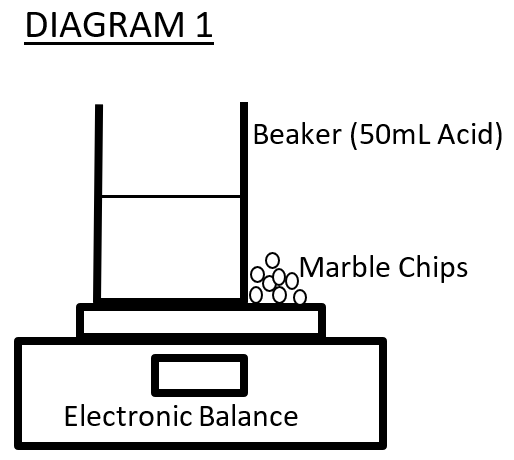 DIAGRAM 1
Beaker (50mL Acid)
Marble Chips
Electronic Balance